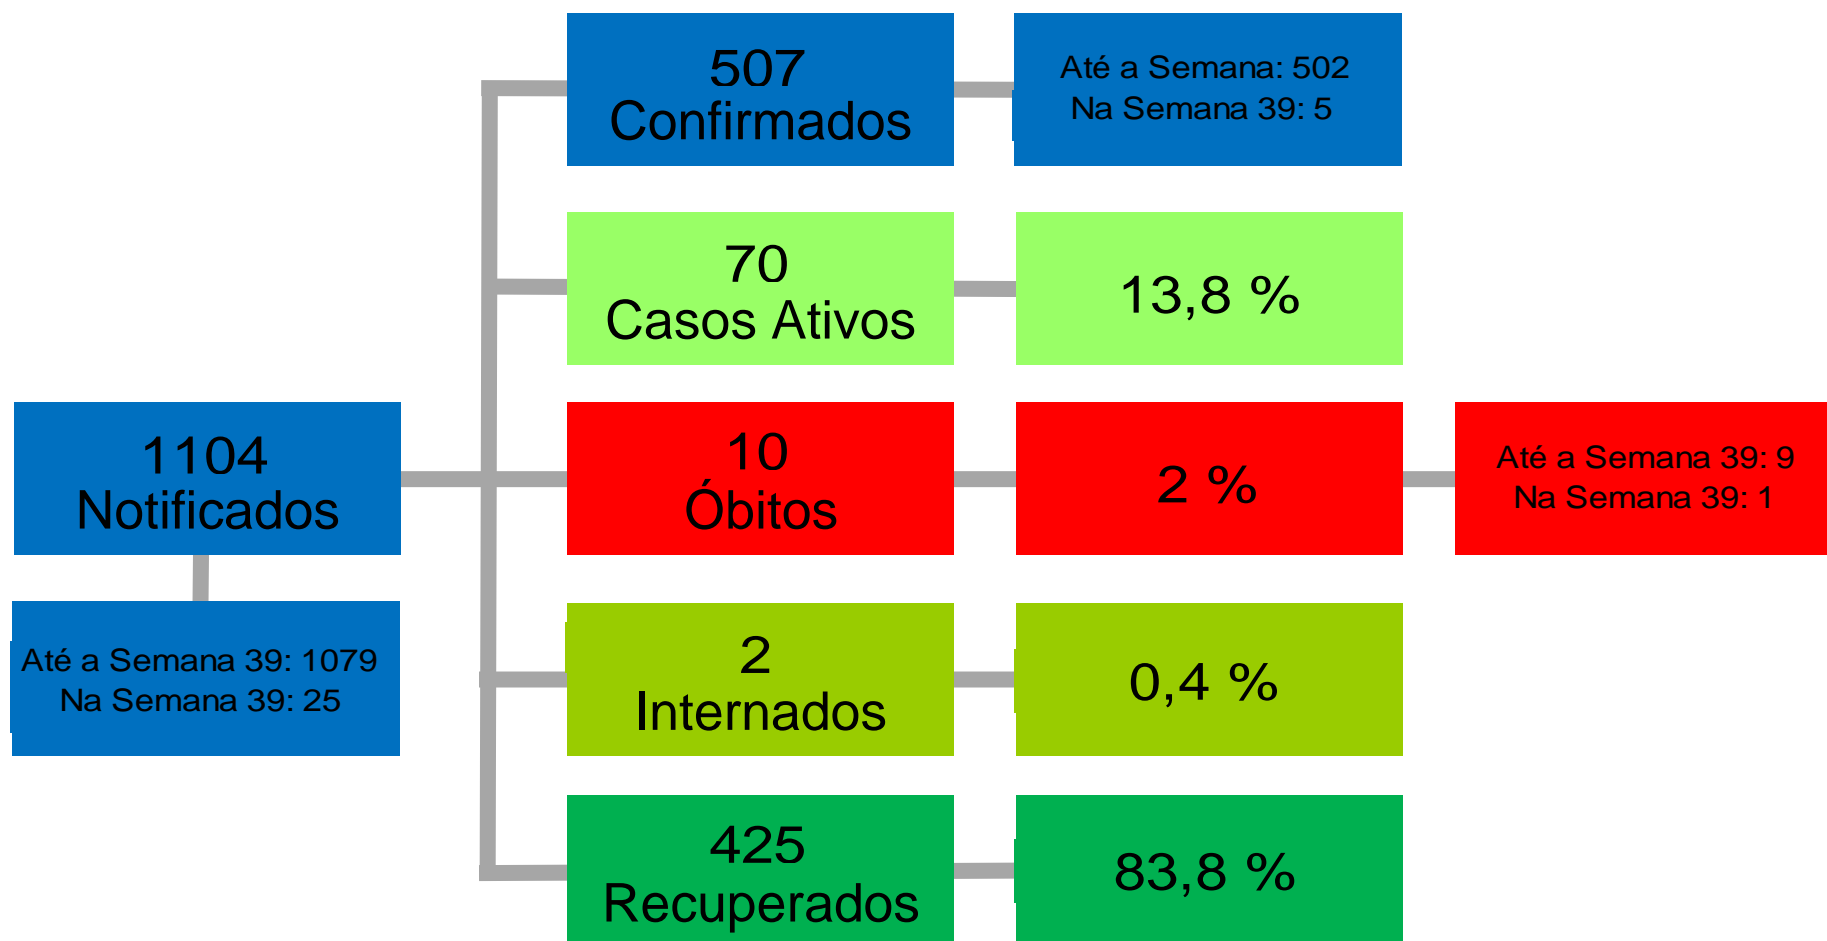 507
Confirmados
Até a Semana: 502
Na Semana 39: 5
70
Casos Ativos
13,8 %
1104
Notificados
10
Óbitos
2 %
Até a Semana 39: 9
Na Semana 39: 1
Até a Semana 39: 1079
Na Semana 39: 25
2
Internados
0,4 %
425
Recuperados
83,8 %